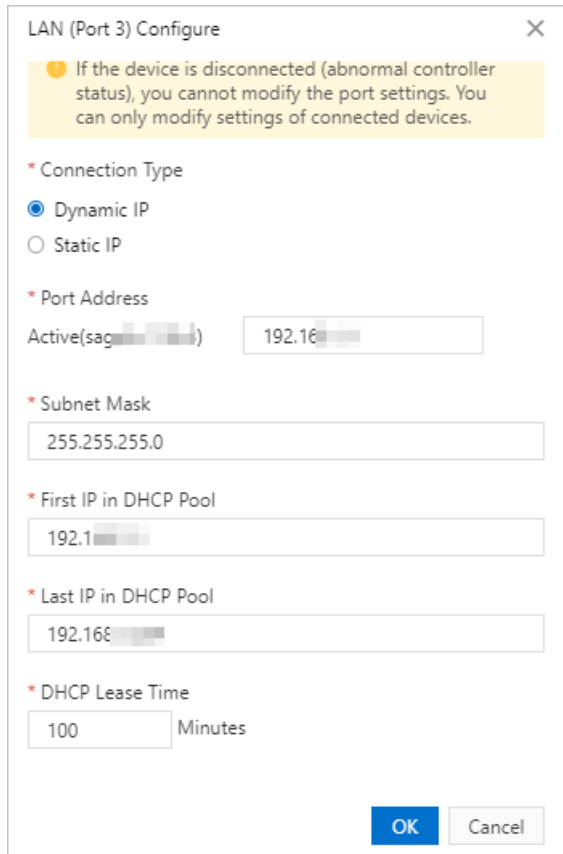 LAN (Port 3) Configure
If the device is disconnected (abnormal controller
status), you cannot modify the port settings. You
can only modify settings of connected devices.
* Connection Type
Dynamic IP
Static IP
* Port Address
Active(sag
192.16
* Subnet Mask
255.255.255.0
* First IP in DHCP Pool
192.1
* Last IP in DHCP Pool
192.168
* DHCP Lease Time
100 Minutes
OK Cancel